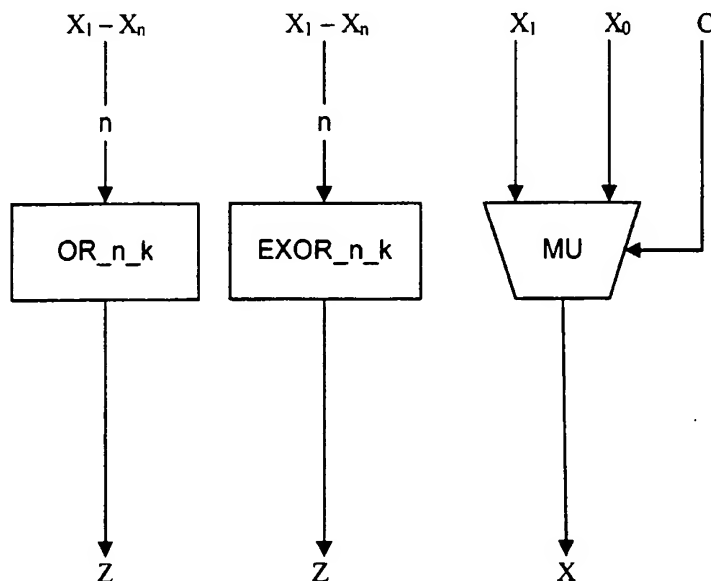 X₁ – Xₙ X₁ – Xₙ X₁ X₀ C
n n
OR_n_k EXOR_n_k MU
Z Z X